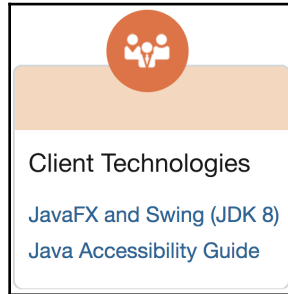 Client Technologies
JavaFX and Swing (JDK 8)
Java Accessibility Guide